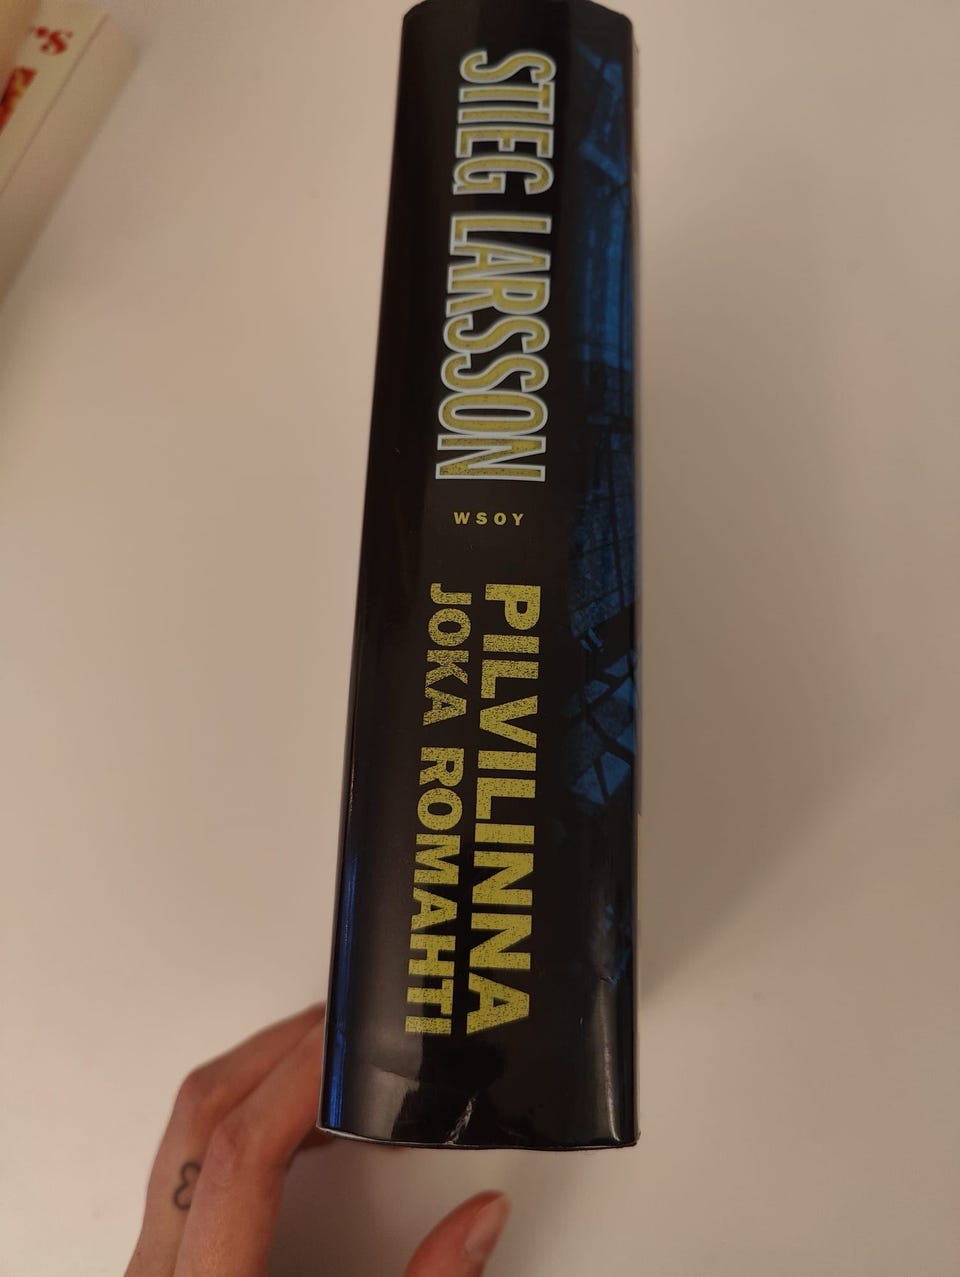 STIEG LARSSON
WSOY
PILVILINNA
JOKA ROMAHTI